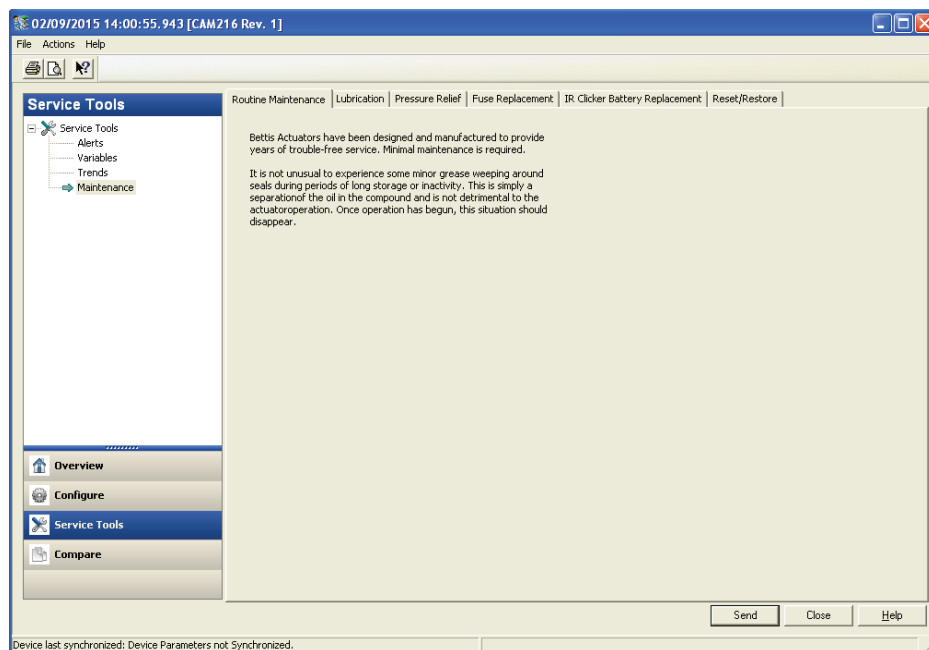 02/09/2015 14:00:55.943 [CAM216 Rev. 1]
File Actions Help
Service Tools
Service Tools
Alerts
Variables
Trends
Maintenance
Overview
Configure
Service Tools
Compare
Routine Maintenance Lubrication Pressure Relief Fuse Replacement IR Clicker Battery Replacement Reset/Restore
Bettis Actuators have been designed and manufactured to provide
years of trouble-free service. Minimal maintenance is required.
It is not unusual to experience some minor grease weeping around
seals during periods of long storage or inactivity. This is simply a
separationof the oil in the compound and is not detrimental to the
actuatoroperation. Once operation has begun, this situation should
disappear.
Send Close Help
Device last synchronized: Device Parameters not Synchronized.